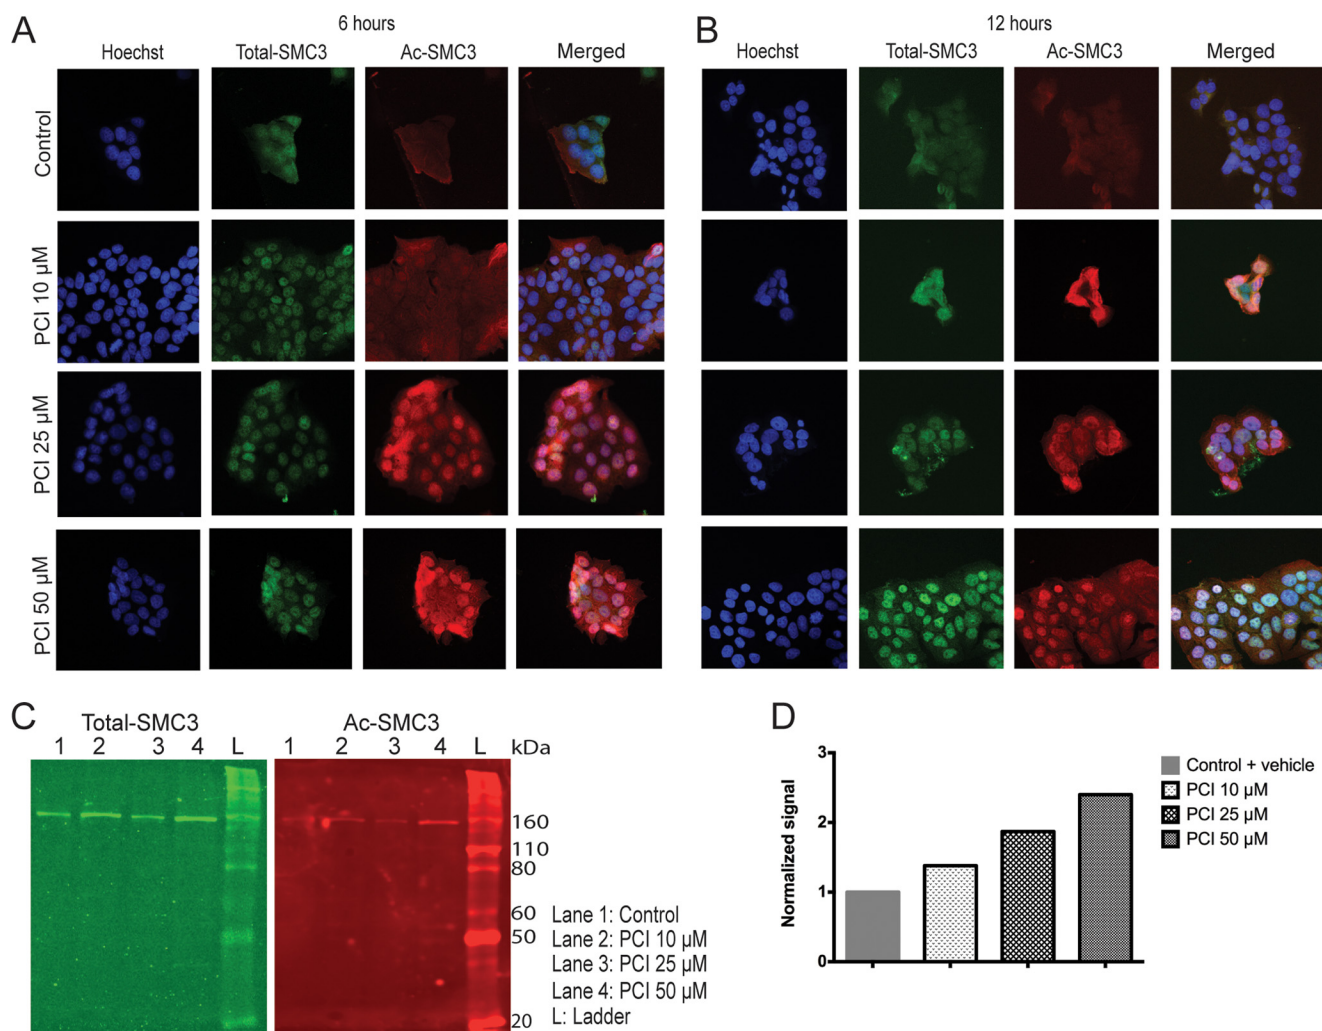 A
6 hours
Hoechst Total-SMC3 Ac-SMC3 Merged
Control
PCI 10 µM
PCI 25 µM
PCI 50 µM
B
12 hours
Hoechst Total-SMC3 Ac-SMC3 Merged
C
Total-SMC3
1 2 3 4 L
Ac-SMC3
1 2 3 4 L kDa
160
110
80
60
50
20
Lane 1: Control
Lane 2: PCI 10 µM
Lane 3: PCI 25 µM
Lane 4: PCI 50 µM
L: Ladder
D
Normalized signal
3
2
1
0
Control + vehicle
PCI 10 µM
PCI 25 µM
PCI 50 µM